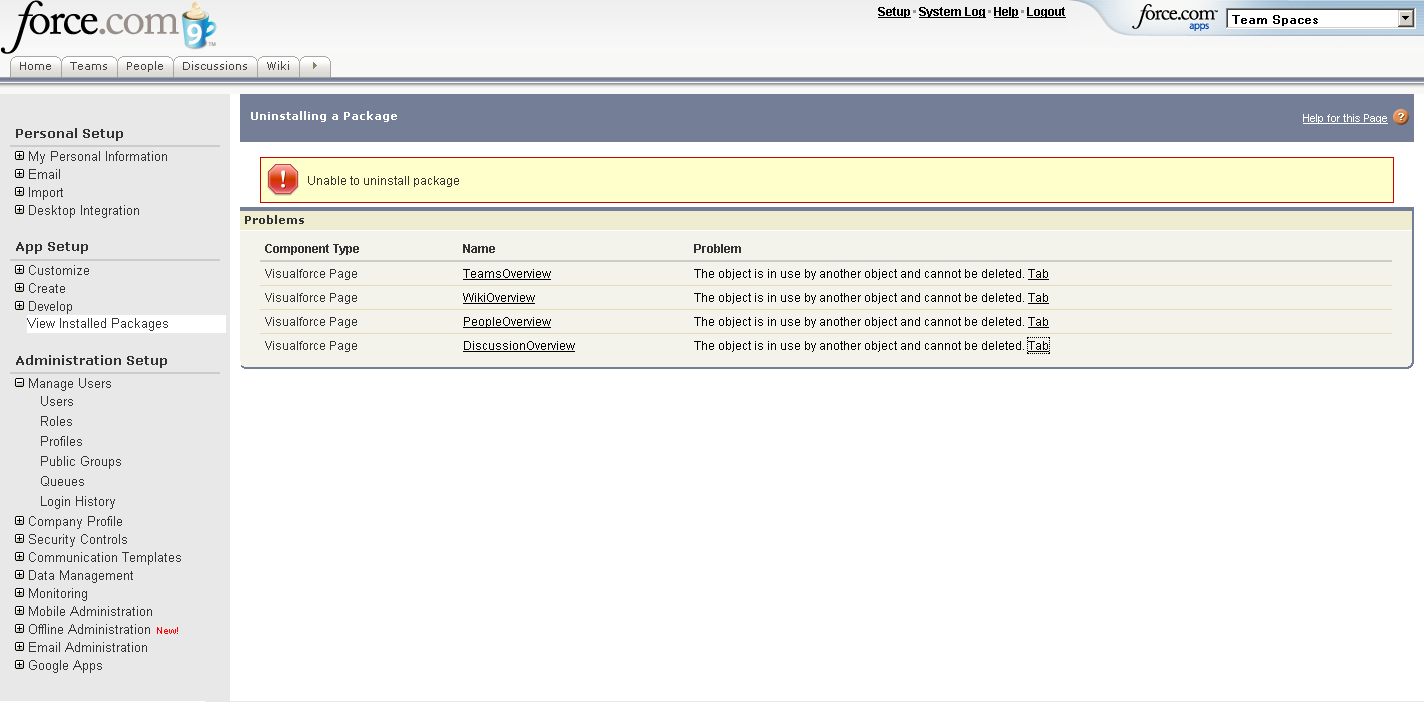 force.com 9 ™
Setup · System Log · Help · Logout
force.com apps
Team Spaces
Home Teams People Discussions Wiki
Personal Setup
My Personal Information
Email
Import
Desktop Integration
App Setup
Customize
Create
Develop
View Installed Packages
Administration Setup
Manage Users
Users
Roles
Profiles
Public Groups
Queues
Login History
Company Profile
Security Controls
Communication Templates
Data Management
Monitoring
Mobile Administration
Offline Administration New!
Email Administration
Google Apps
Uninstalling a Package
Help for this Page ?
! Unable to uninstall package
Problems
Component Type Name Problem
Visualforce Page TeamsOverview The object is in use by another object and cannot be deleted. Tab
Visualforce Page WikiOverview The object is in use by another object and cannot be deleted. Tab
Visualforce Page PeopleOverview The object is in use by another object and cannot be deleted. Tab
Visualforce Page DiscussionOverview The object is in use by another object and cannot be deleted. Tab